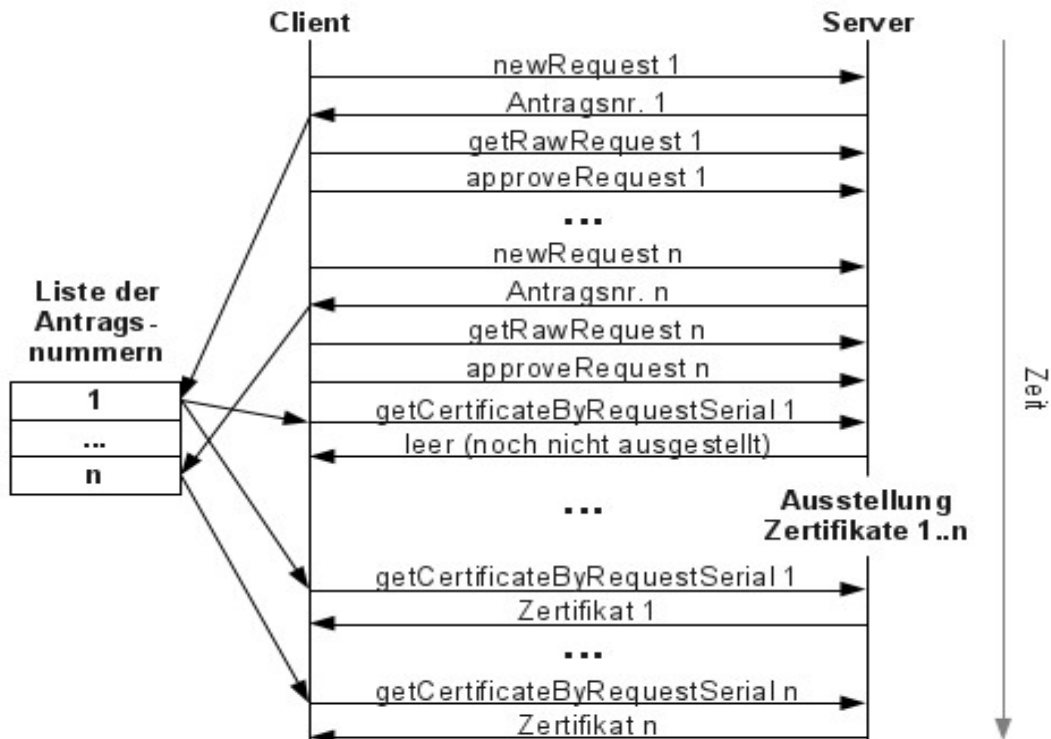 Client
Server
newRequest 1
Antragsnr. 1
getRawRequest 1
approveRequest 1
...
newRequest n
Antragsnr. n
getRawRequest n
approveRequest n
Liste der
Antrags-
nummern
1
...
n
getCertificateByRequestSerial 1
leer (noch nicht ausgestellt)
...
Ausstellung
Zertifikate 1..n
getCertificateByRequestSerial 1
Zertifikat 1
...
getCertificateByRequestSerial n
Zertifikat n
Zeit